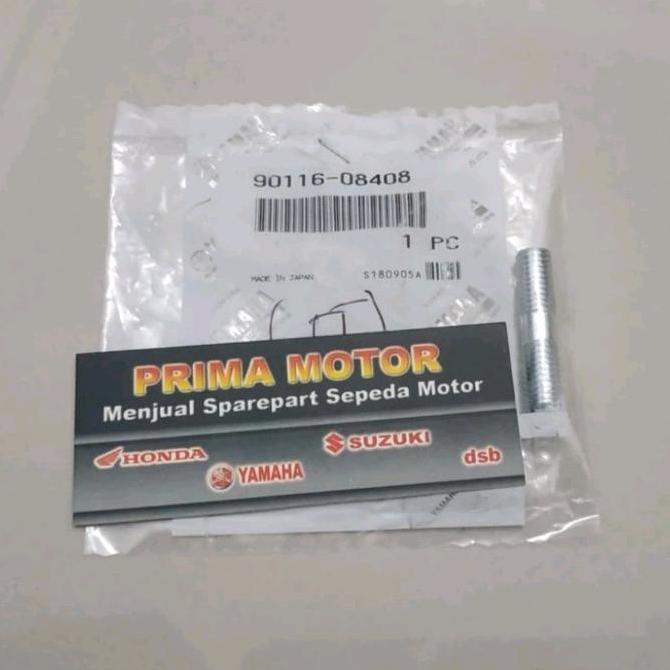 90116-08408
1 PC
MADE IN JAPAN
S180905A
PRIMA MOTOR
Menjual Sparepart Sepeda Motor
HONDA
SUZUKI
YAMAHA
dsb